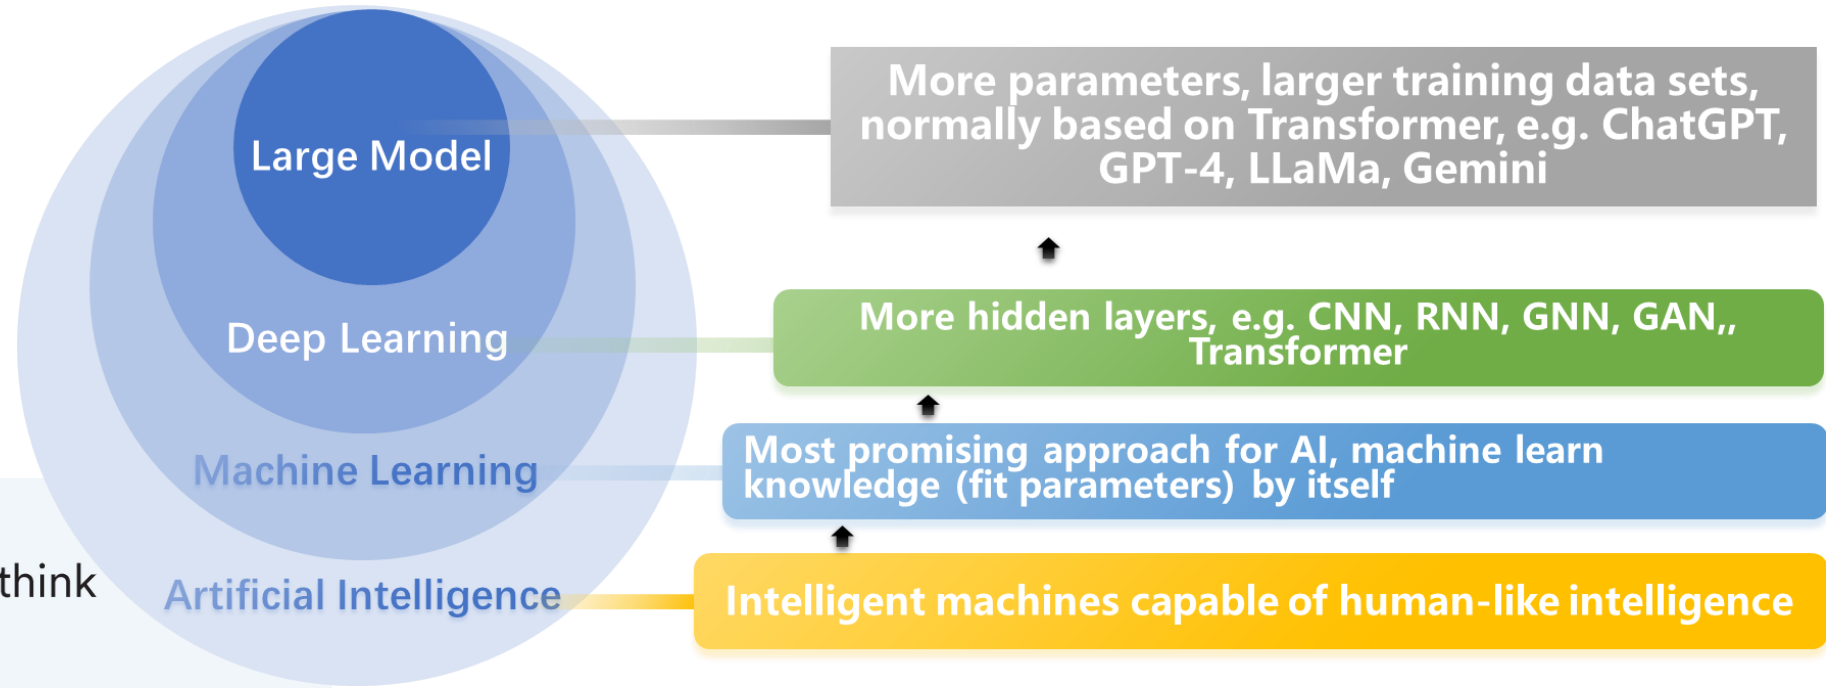 Large Model
More parameters, larger training data sets,
normally based on Transformer, e.g. ChatGPT,
GPT-4, LLaMa, Gemini
Deep Learning
More hidden layers, e.g. CNN, RNN, GNN, GAN,,
Transformer
Machine Learning
Most promising approach for AI, machine learn
knowledge (fit parameters) by itself
think
Artificial Intelligence
Intelligent machines capable of human-like intelligence